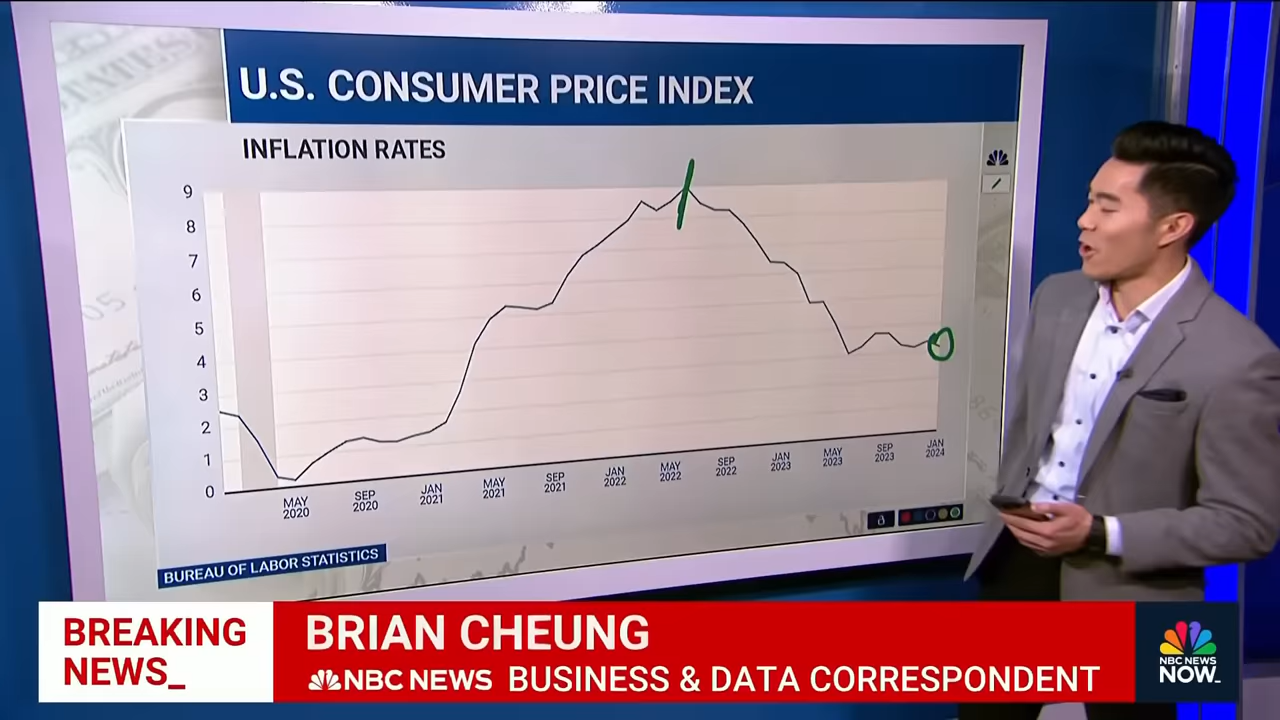 U.S. CONSUMER PRICE INDEX
INFLATION RATES
9
8
7
6
5
4
3
2
1
0
MAY 2020
SEP 2020
JAN 2021
MAY 2021
SEP 2021
JAN 2022
MAY 2022
SEP 2022
JAN 2023
MAY 2023
SEP 2023
JAN 2024
BUREAU OF LABOR STATISTICS
BREAKING
NEWS_
BRIAN CHEUNG
NBC NEWS BUSINESS & DATA CORRESPONDENT
NBC NEWS
NOW_